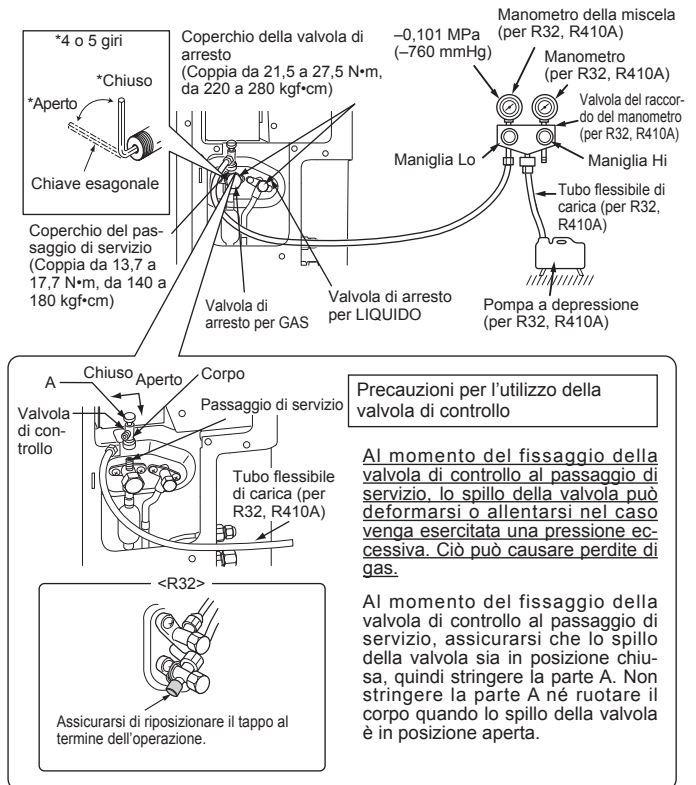 *4 o 5 giri
*Chiuso
*Aperto
Chiave esagonale
Coperchio della valvola di
arresto
(Coppia da 21,5 a 27,5 N•m,
da 220 a 280 kgf•cm)
–0,101 MPa
(–760 mmHg)
Manometro della miscela
(per R32, R410A)
Manometro
(per R32, R410A)
Valvola del raccor-
do del manometro
(per R32, R410A)
Maniglia Lo
Maniglia Hi
Tubo flessibile di
carica (per R32,
R410A)
Coperchio del pas-
saggio di servizio
(Coppia da 13,7 a
17,7 N•m, da 140 a
180 kgf•cm)
Valvola di
arresto per GAS
Valvola di arresto
per LIQUIDO
Pompa a depressione
(per R32, R410A)
A
Chiuso
Aperto
Corpo
Valvola
di con-
trollo
Passaggio di servizio
Tubo flessibile
di carica (per
R32, R410A)
<R32>
Assicurarsi di riposizionare il tappo al
termine dell'operazione.
Precauzioni per l'utilizzo della
valvola di controllo
Al momento del fissaggio della
valvola di controllo al passaggio di
servizio, lo spillo della valvola può
deformarsi o allentarsi nel caso
venga esercitata una pressione ec-
cessiva. Ciò può causare perdite di
gas.
Al momento del fissaggio della
valvola di controllo al passaggio di
servizio, assicurarsi che lo spillo
della valvola sia in posizione chiu-
sa, quindi stringere la parte A. Non
stringere la parte A né ruotare il
corpo quando lo spillo della valvola
è in posizione aperta.